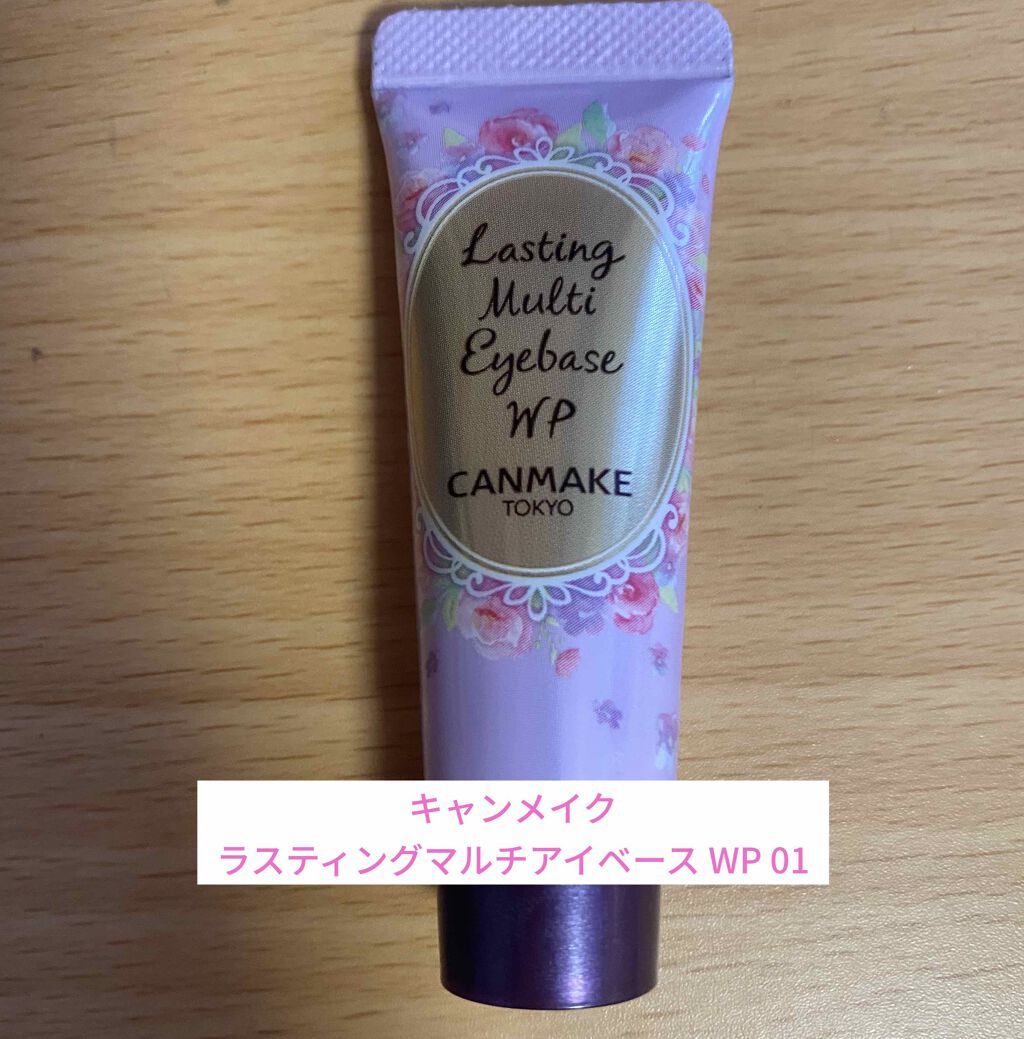 Lasting
Multi
Eyebase
WP
CANMAKE
TOKYO
キャンメイク
ラスティングマルチアイベース WP 01